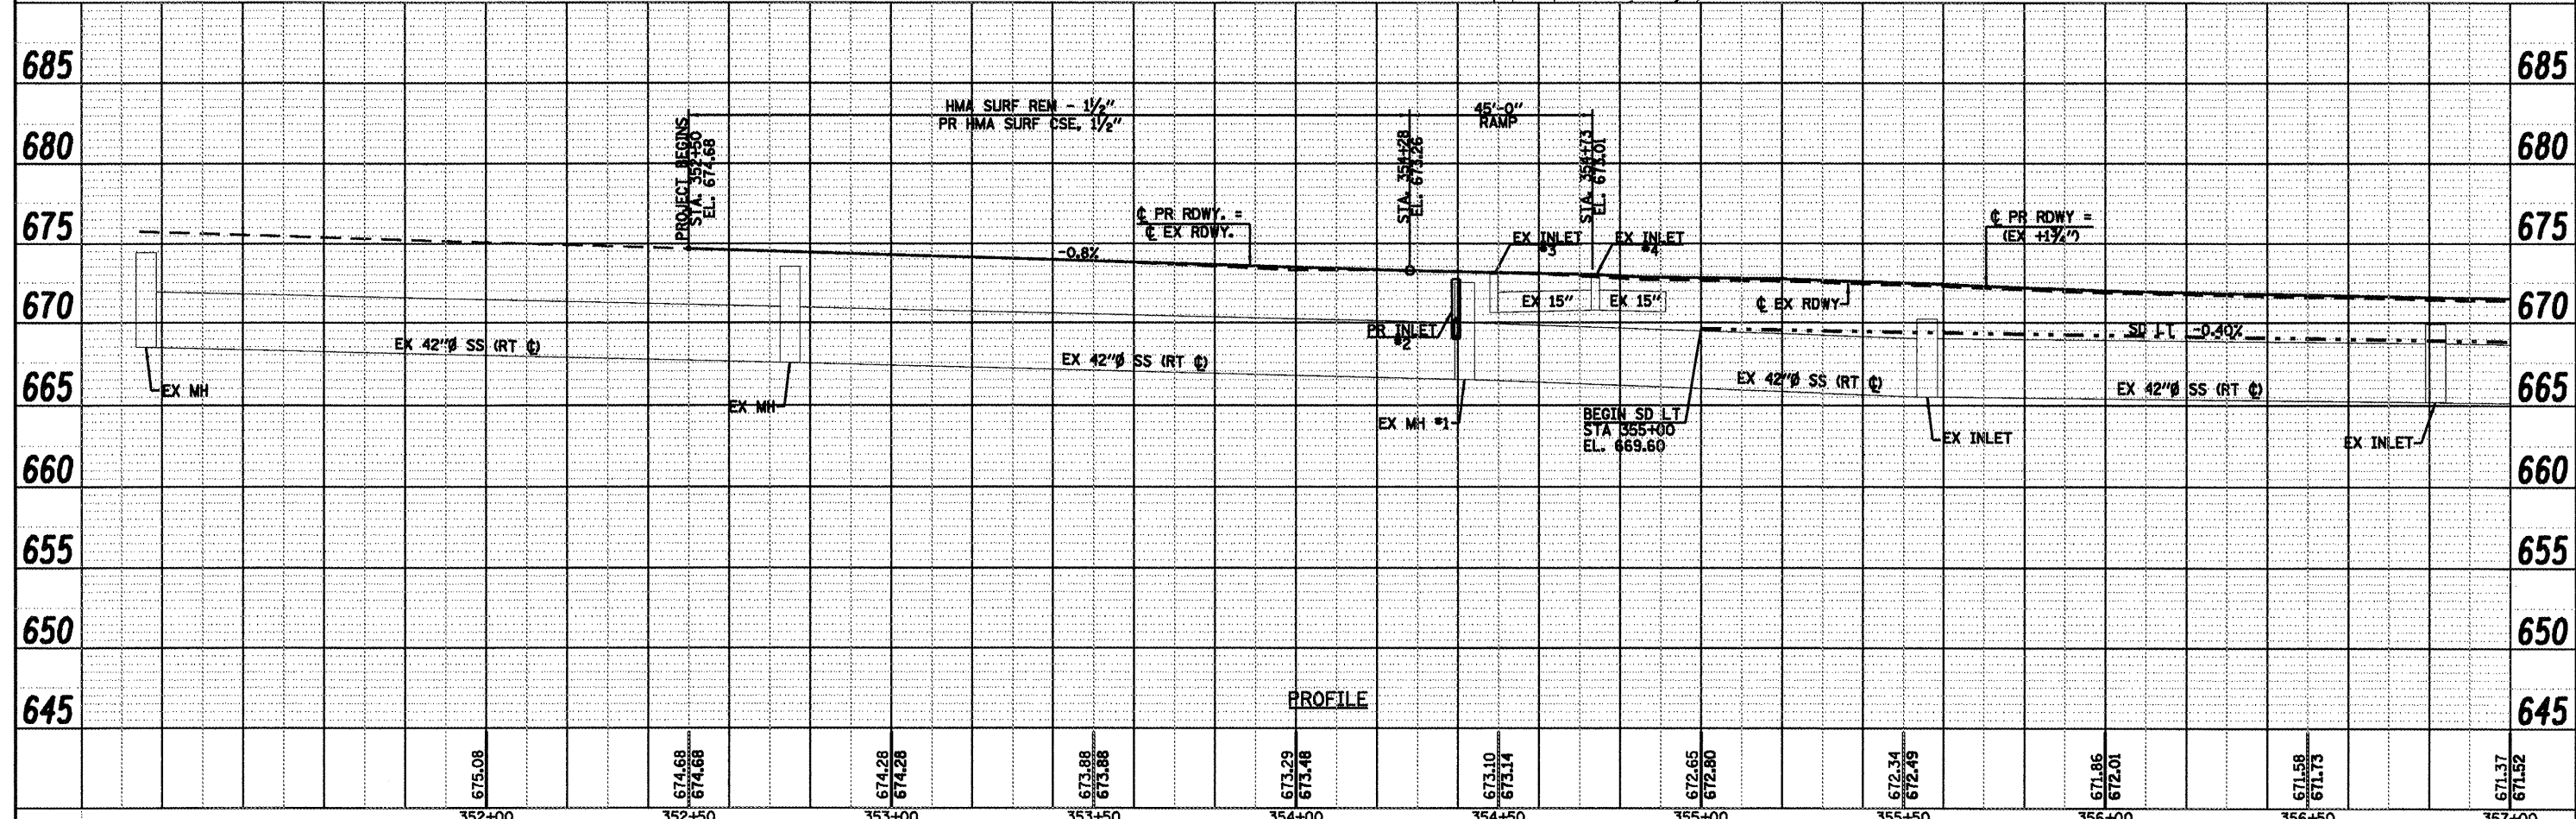 685
685
680
680
675
675
670
670
665
665
660
660
655
655
650
650
645
645
HMA SURF REM - 1½"
PR HMA SURF CSE, 1½"
45'-0"
RAMP
PROJECT BEGINS
STA. 352+50
EL. 674.68
STA. 354+28
EL. 673.26
STA. 354+73
EL. 673.01
℄ PR RDWY. =
℄ EX RDWY.
-0.8%
EX INLET
#3
EX INLET
#4
℄ PR RDWY =
(EX +1¾")
EX 15"
EX 15"
℄ EX RDWY
PR INLET
#2
SD LT -0.40%
EX 42"Ø SS (RT ℄)
EX 42"Ø SS (RT ℄)
EX 42"Ø SS (RT ℄)
EX 42"Ø SS (RT ℄)
EX MH
EX MH
EX MH #1
BEGIN SD LT
STA 355+00
EL. 669.60
EX INLET
EX INLET
PROFILE
675.08
674.68
674.68
674.28
674.28
673.88
673.88
673.29
673.48
673.10
673.14
672.65
672.80
672.34
672.49
671.86
672.01
671.58
671.73
671.37
671.52
352+00
352+50
353+00
353+50
354+00
354+50
355+00
355+50
356+00
356+50
357+00